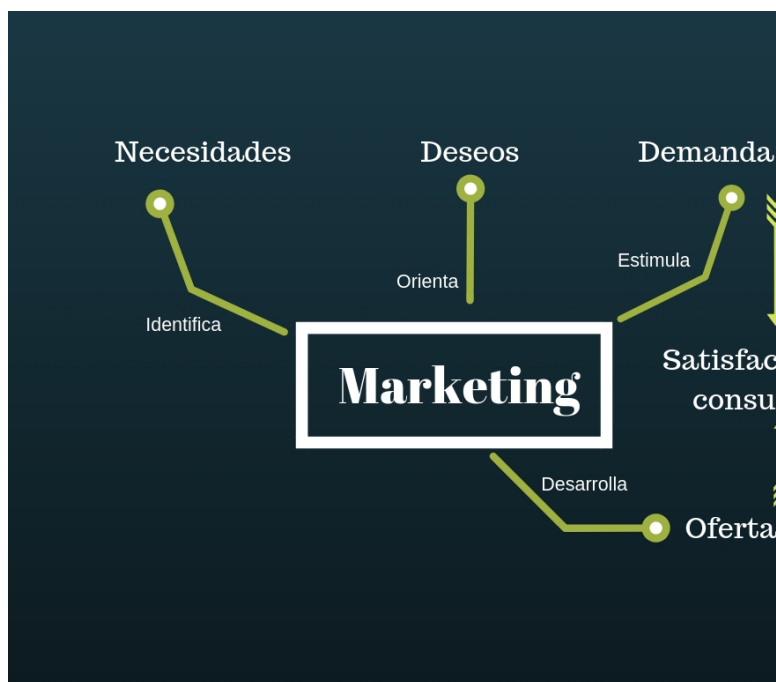 Necesidades
Deseos
Demanda
Estimula
Orienta
Identifica
Marketing
Desarrolla
Oferta